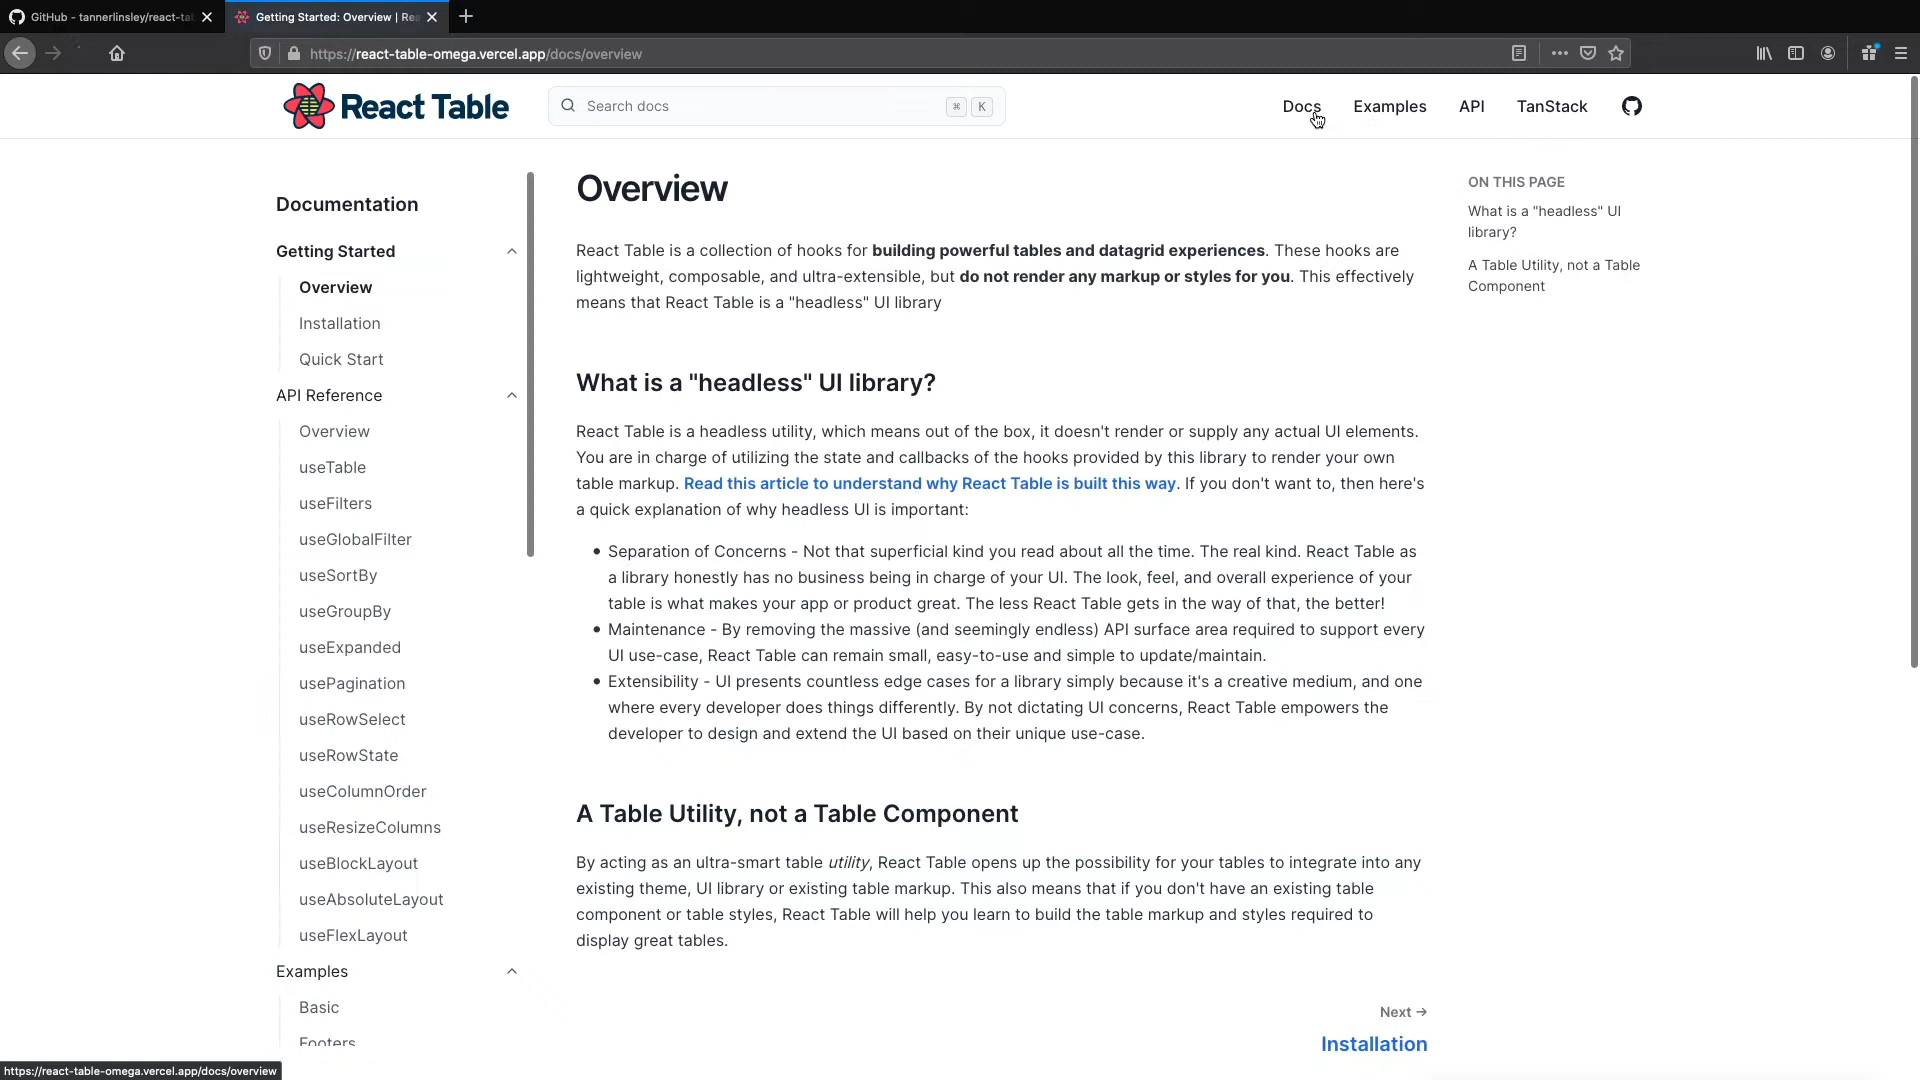 GitHub - tannerlinsley/react-ta
Getting Started: Overview | Rea
https://react-table-omega.vercel.app/docs/overview
React Table
Search docs
⌘ K
Docs
Examples
API
TanStack
Documentation
Getting Started
Overview
Installation
Quick Start
API Reference
Overview
useTable
useFilters
useGlobalFilter
useSortBy
useGroupBy
useExpanded
usePagination
useRowSelect
useRowState
useColumnOrder
useResizeColumns
useBlockLayout
useAbsoluteLayout
useFlexLayout
Examples
Basic
Footers
Overview
React Table is a collection of hooks for building powerful tables and datagrid experiences. These hooks are
lightweight, composable, and ultra-extensible, but do not render any markup or styles for you. This effectively
means that React Table is a "headless" UI library
What is a "headless" UI library?
React Table is a headless utility, which means out of the box, it doesn't render or supply any actual UI elements.
You are in charge of utilizing the state and callbacks of the hooks provided by this library to render your own
table markup. Read this article to understand why React Table is built this way. If you don't want to, then here's
a quick explanation of why headless UI is important:
• Separation of Concerns - Not that superficial kind you read about all the time. The real kind. React Table as
a library honestly has no business being in charge of your UI. The look, feel, and overall experience of your
table is what makes your app or product great. The less React Table gets in the way of that, the better!
• Maintenance - By removing the massive (and seemingly endless) API surface area required to support every
UI use-case, React Table can remain small, easy-to-use and simple to update/maintain.
• Extensibility - UI presents countless edge cases for a library simply because it's a creative medium, and one
where every developer does things differently. By not dictating UI concerns, React Table empowers the
developer to design and extend the UI based on their unique use-case.
A Table Utility, not a Table Component
By acting as an ultra-smart table utility, React Table opens up the possibility for your tables to integrate into any
existing theme, UI library or existing table markup. This also means that if you don't have an existing table
component or table styles, React Table will help you learn to build the table markup and styles required to
display great tables.
Next →
Installation
ON THIS PAGE
What is a "headless" UI
library?
A Table Utility, not a Table
Component
https://react-table-omega.vercel.app/docs/overview